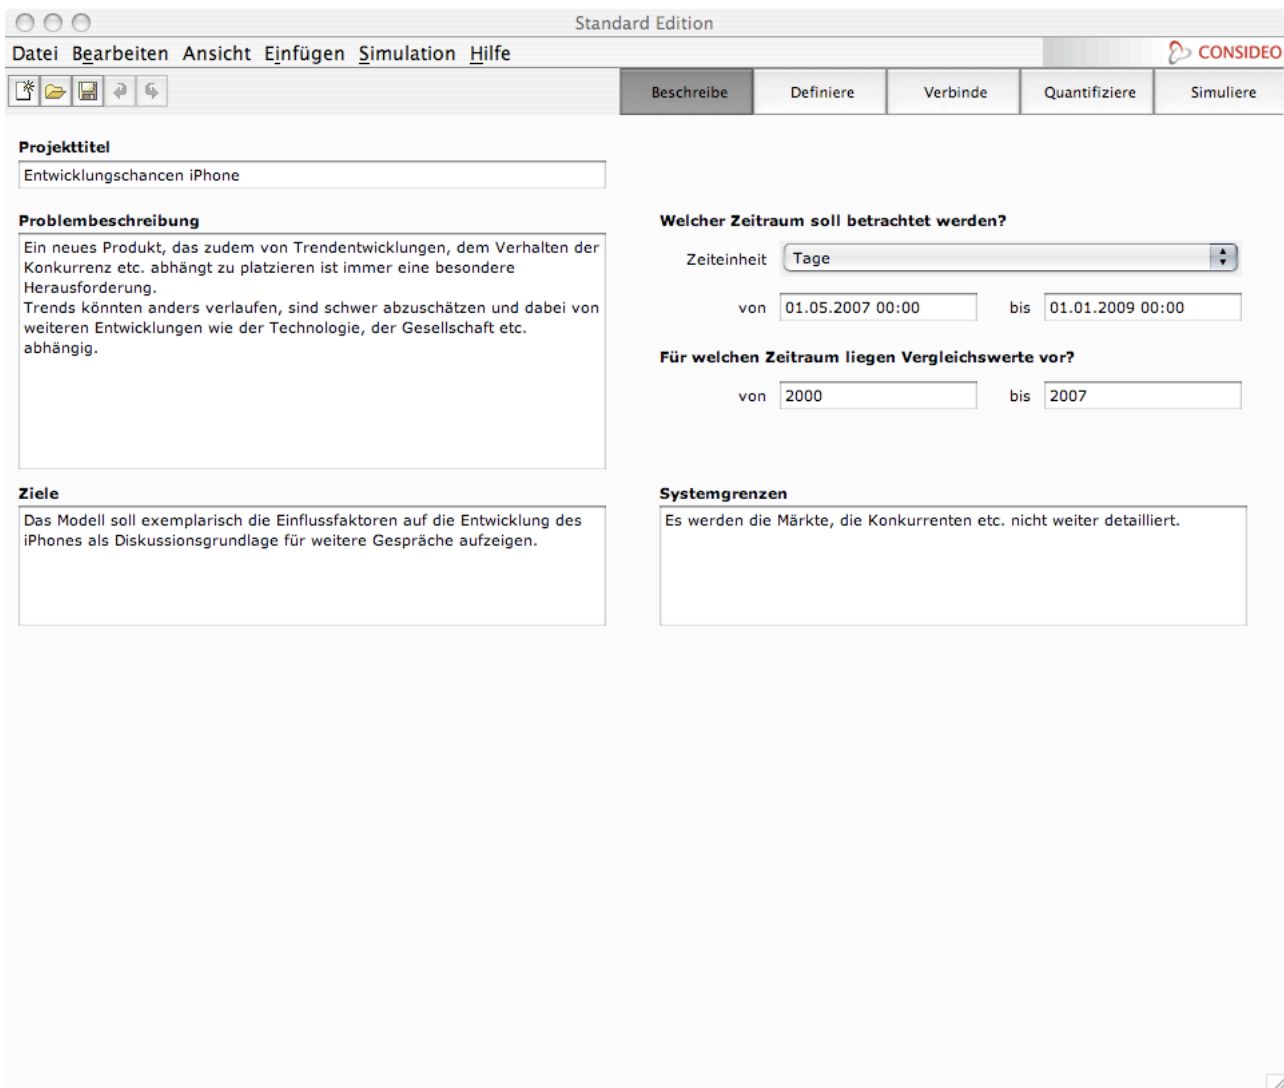 Standard Edition
Datei Bearbeiten Ansicht Einfügen Simulation Hilfe
CONSIDEO
Beschreibe Definiere Verbinde Quantifiziere Simuliere
Projekttitel
Entwicklungschancen iPhone
Problembeschreibung
Ein neues Produkt, das zudem von Trendentwicklungen, dem Verhalten der
Konkurrenz etc. abhängt zu platzieren ist immer eine besondere
Herausforderung.
Trends könnten anders verlaufen, sind schwer abzuschätzen und dabei von
weiteren Entwicklungen wie der Technologie, der Gesellschaft etc.
abhängig.
Welcher Zeitraum soll betrachtet werden?
Zeiteinheit Tage
von 01.05.2007 00:00 bis 01.01.2009 00:00
Für welchen Zeitraum liegen Vergleichswerte vor?
von 2000 bis 2007
Ziele
Das Modell soll exemplarisch die Einflussfaktoren auf die Entwicklung des
iPhones als Diskussionsgrundlage für weitere Gespräche aufzeigen.
Systemgrenzen
Es werden die Märkte, die Konkurrenten etc. nicht weiter detailliert.